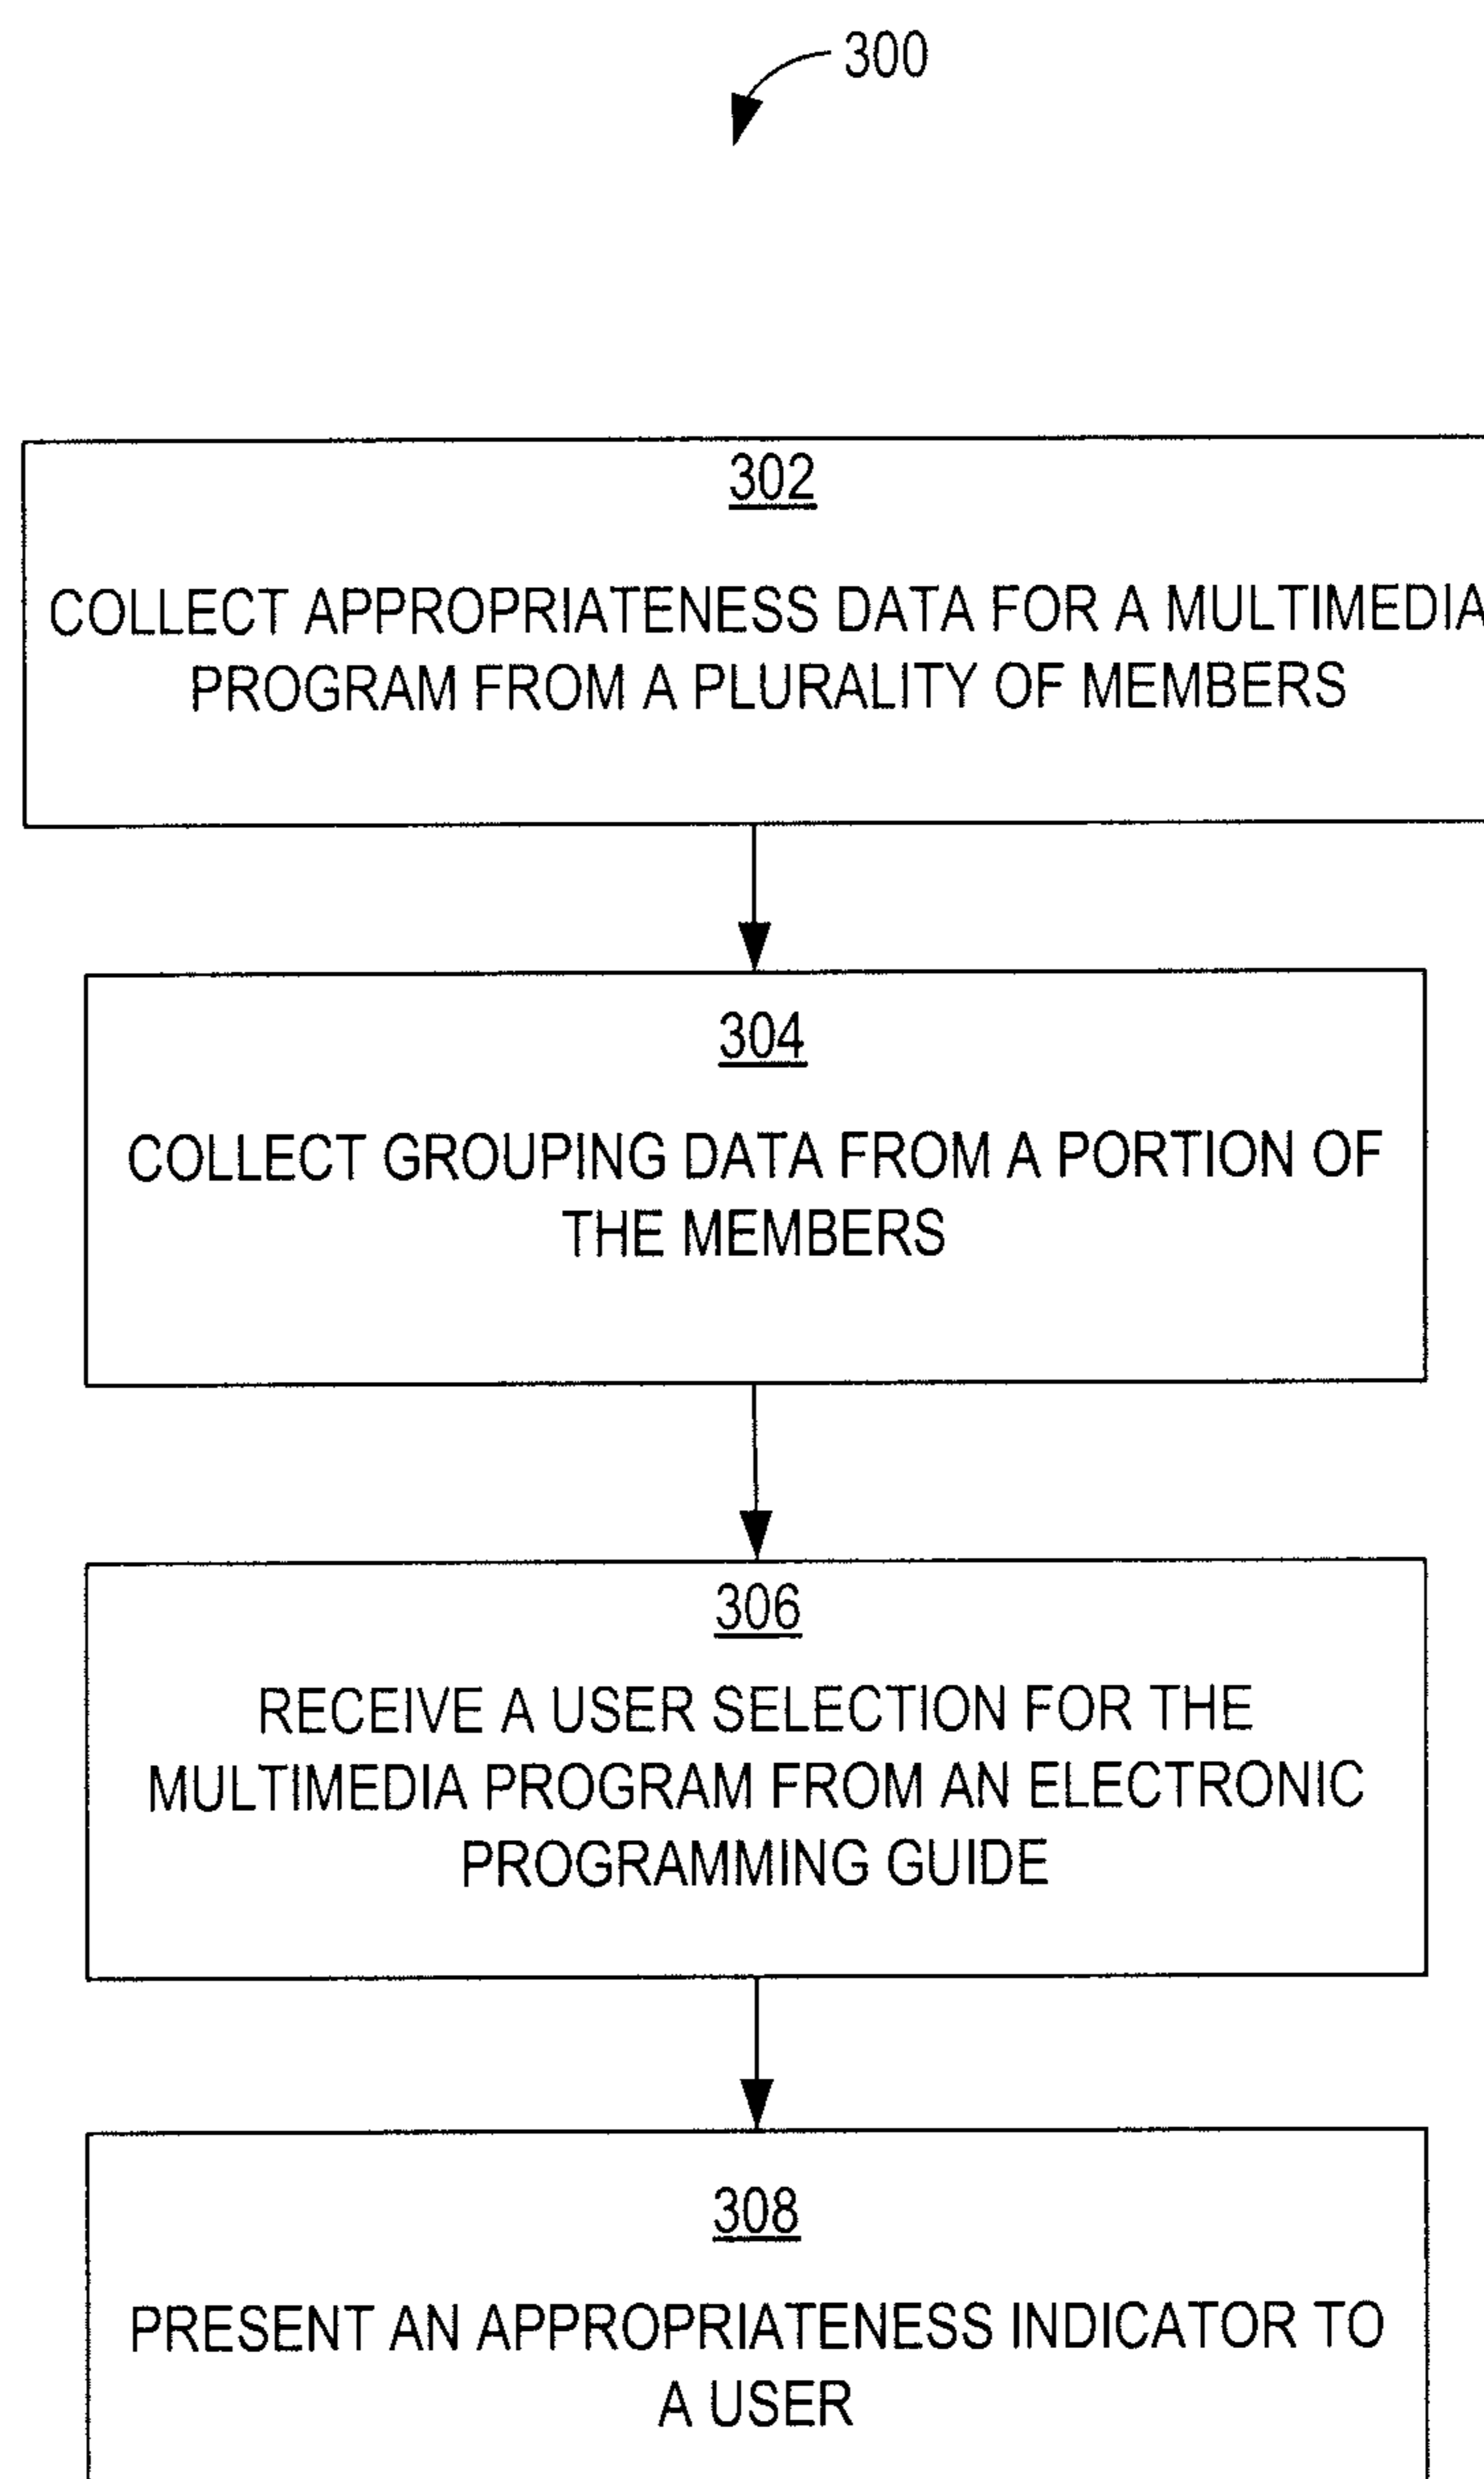 300
302
COLLECT APPROPRIATENESS DATA FOR A MULTIMEDIA
PROGRAM FROM A PLURALITY OF MEMBERS
304
COLLECT GROUPING DATA FROM A PORTION OF
THE MEMBERS
306
RECEIVE A USER SELECTION FOR THE
MULTIMEDIA PROGRAM FROM AN ELECTRONIC
PROGRAMMING GUIDE
308
PRESENT AN APPROPRIATENESS INDICATOR TO
A USER